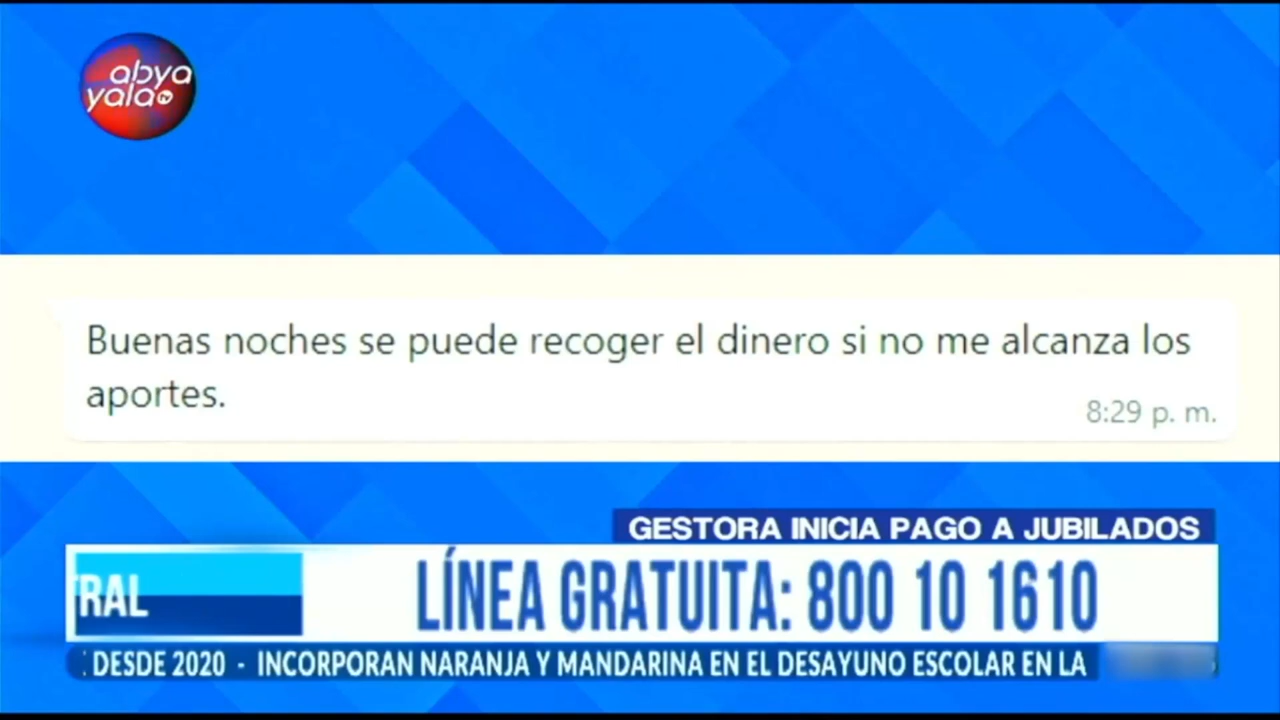 abya
yala tv
Buenas noches se puede recoger el dinero si no me alcanza los
aportes.
8:29 p. m.
GESTORA INICIA PAGO A JUBILADOS
RAL
LÍNEA GRATUITA: 800 10 1610
DESDE 2020 - INCORPORAN NARANJA Y MANDARINA EN EL DESAYUNO ESCOLAR EN LA